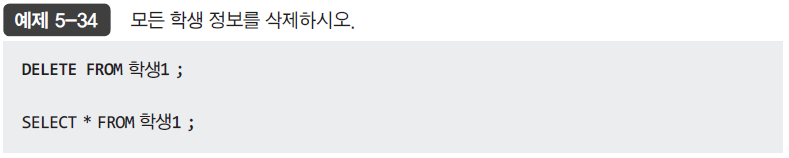 예제 5-34 모든 학생 정보를 삭제하시오.
DELETE FROM 학생1 ;
SELECT * FROM 학생1 ;